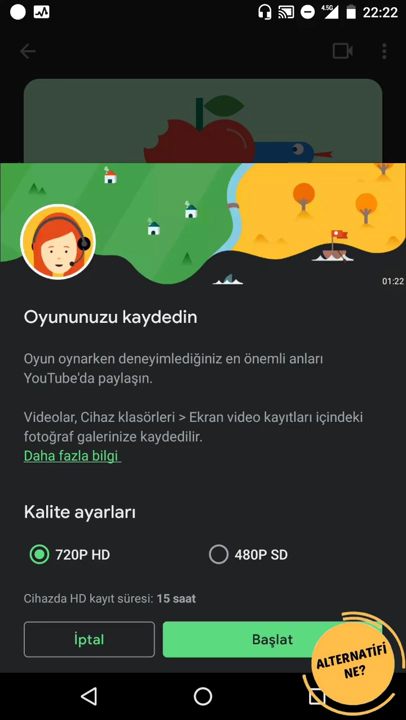 4.5G 22:22
01:22
Oyununuzu kaydedin
Oyun oynarken deneyimlediğiniz en önemli anları
YouTube'da paylaşın.
Videolar, Cihaz klasörleri > Ekran video kayıtları içindeki
fotoğraf galerinize kaydedilir.
Daha fazla bilgi
Kalite ayarları
720P HD 480P SD
Cihazda HD kayıt süresi: 15 saat
İptal Başlat
ALTERNATİFİ
NE?